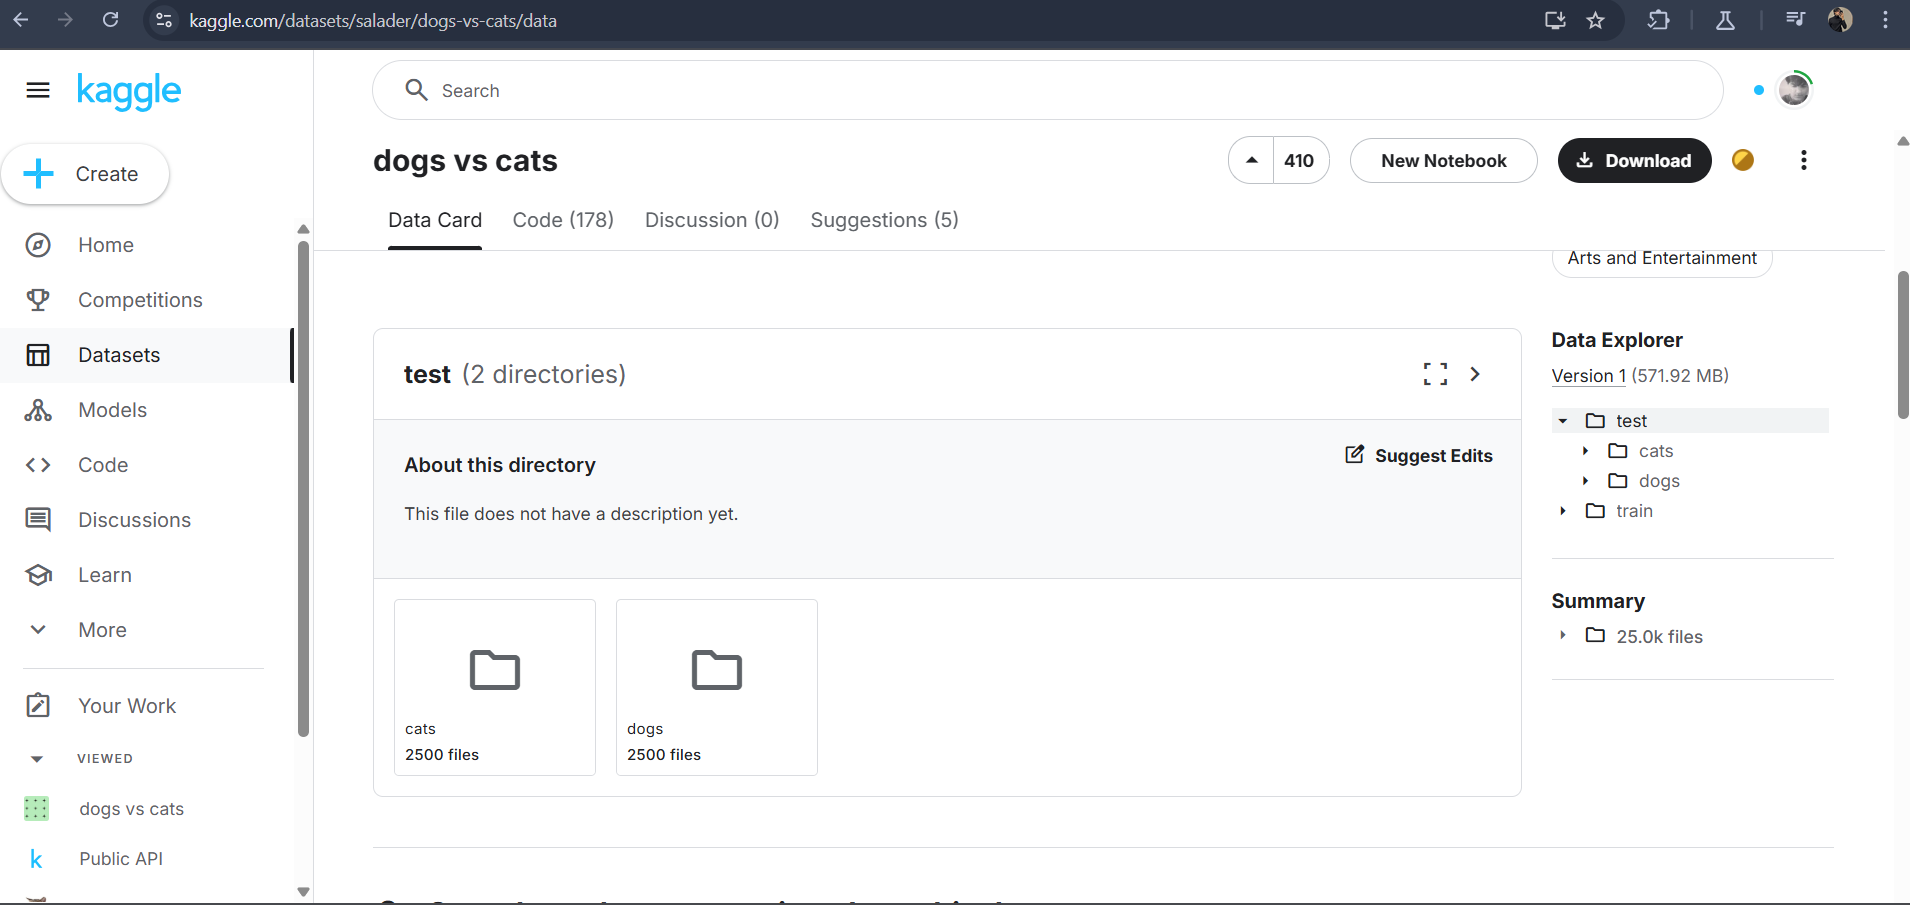 kaggle.com/datasets/salader/dogs-vs-cats/data
kaggle
Search
Create
dogs vs cats
410
New Notebook
Download
Data Card
Code (178)
Discussion (0)
Suggestions (5)
Home
Competitions
Datasets
Models
Code
Discussions
Learn
More
Your Work
VIEWED
dogs vs cats
k
Public API
Arts and Entertainment
test (2 directories)
About this directory
Suggest Edits
This file does not have a description yet.
cats
2500 files
dogs
2500 files
Data Explorer
Version 1 (571.92 MB)
test
cats
dogs
train
Summary
25.0k files